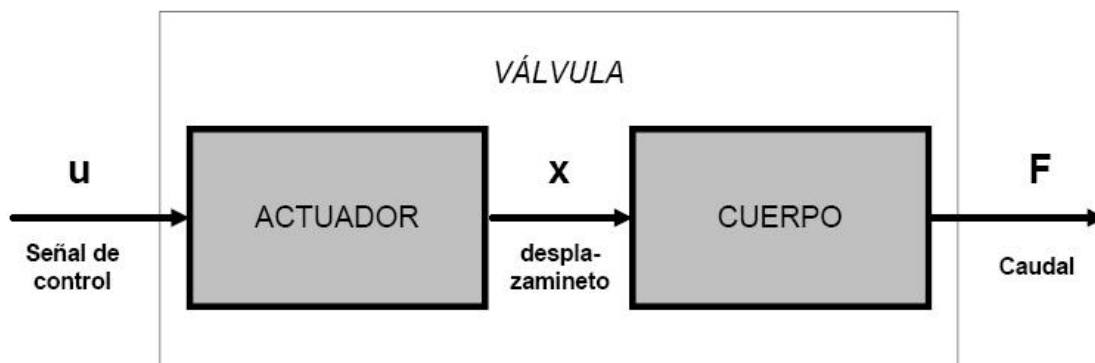 VÁLVULA
u
Señal de
control
ACTUADOR
x
despla-
zamineto
CUERPO
F
Caudal